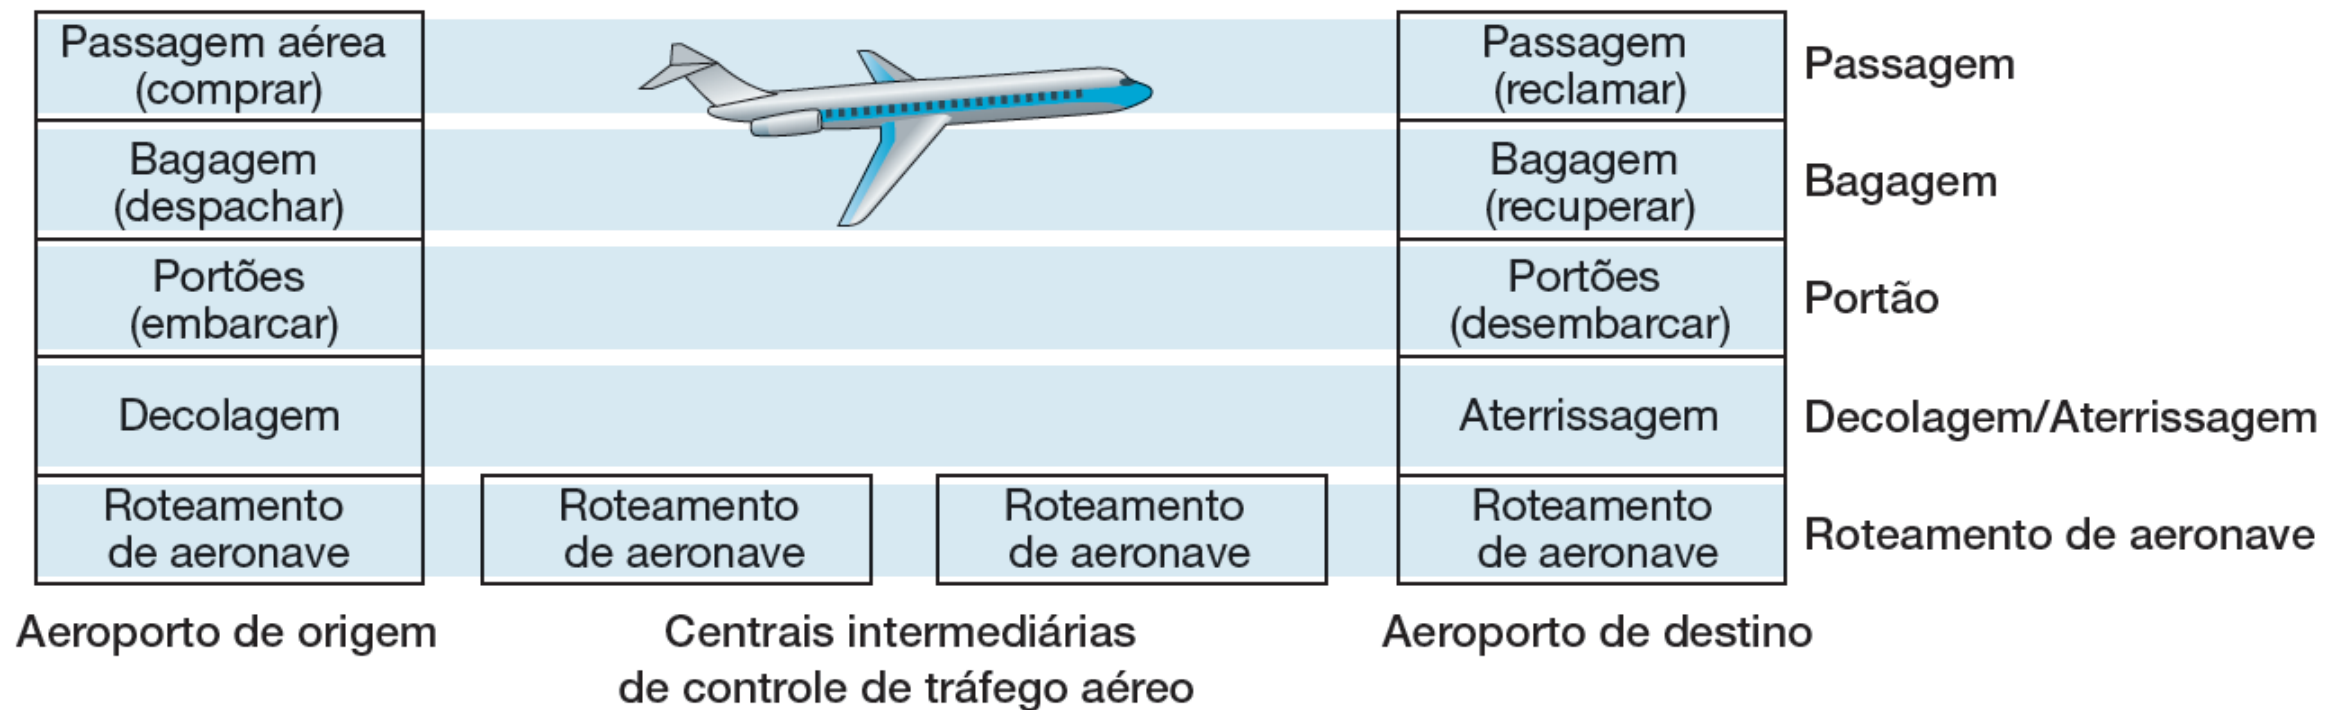 Passagem aérea
(comprar)
Passagem
(reclamar)
Passagem
Bagagem
(despachar)
Bagagem
(recuperar)
Bagagem
Portões
(embarcar)
Portões
(desembarcar)
Portão
Decolagem
Aterrissagem
Decolagem/Aterrissagem
Roteamento
de aeronave
Roteamento
de aeronave
Roteamento
de aeronave
Roteamento
de aeronave
Roteamento de aeronave
Aeroporto de origem
Centrais intermediárias
de controle de tráfego aéreo
Aeroporto de destino